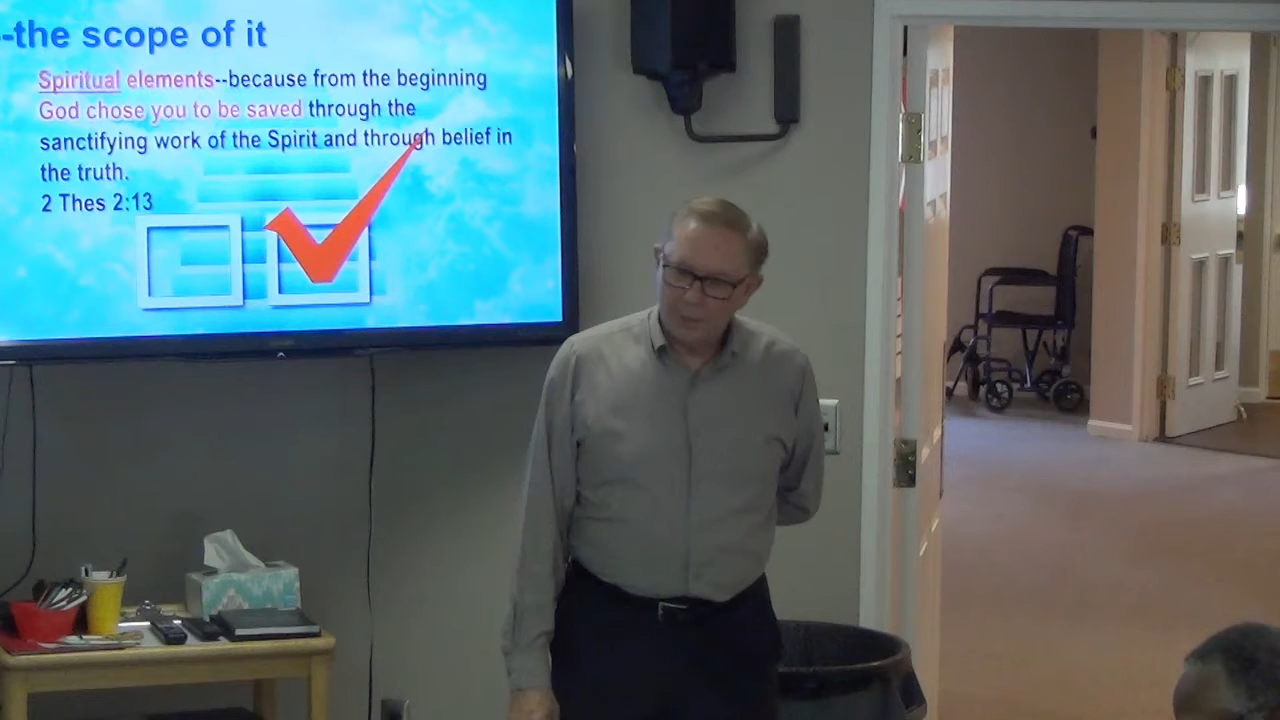 --the scope of it
Spiritual elements--because from the beginning
God chose you to be saved through the
sanctifying work of the Spirit and through belief in
the truth.
2 Thes 2:13